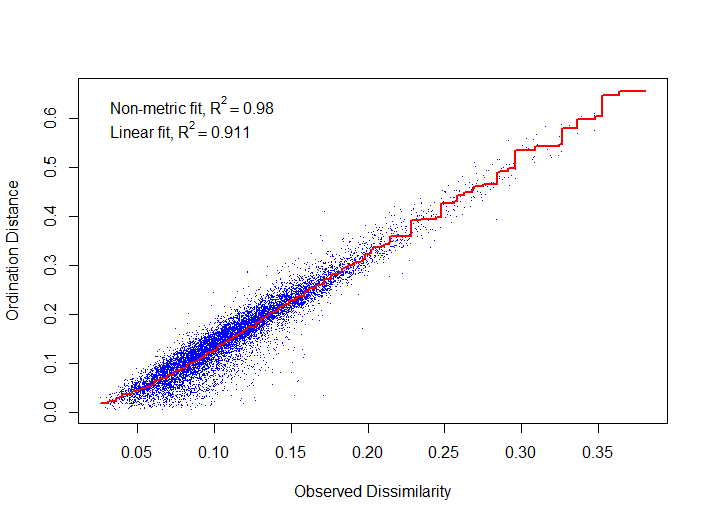 Non-metric fit, R² = 0.98
Linear fit, R² = 0.911
Ordination Distance
0.6
0.5
0.4
0.3
0.2
0.1
0.0
0.05 0.10 0.15 0.20 0.25 0.30 0.35
Observed Dissimilarity